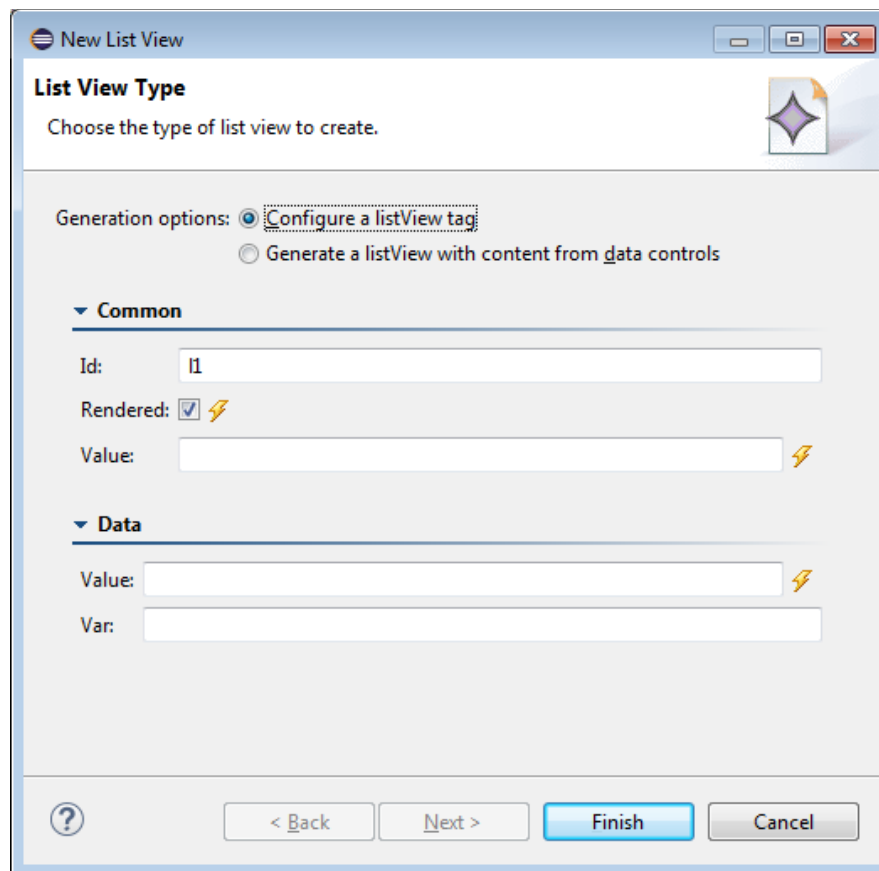 New List View
List View Type
Choose the type of list view to create.
Generation options: Configure a listView tag
Generate a listView with content from data controls
Common
Id: l1
Rendered:
Value:
Data
Value:
Var:
< Back Next > Finish Cancel